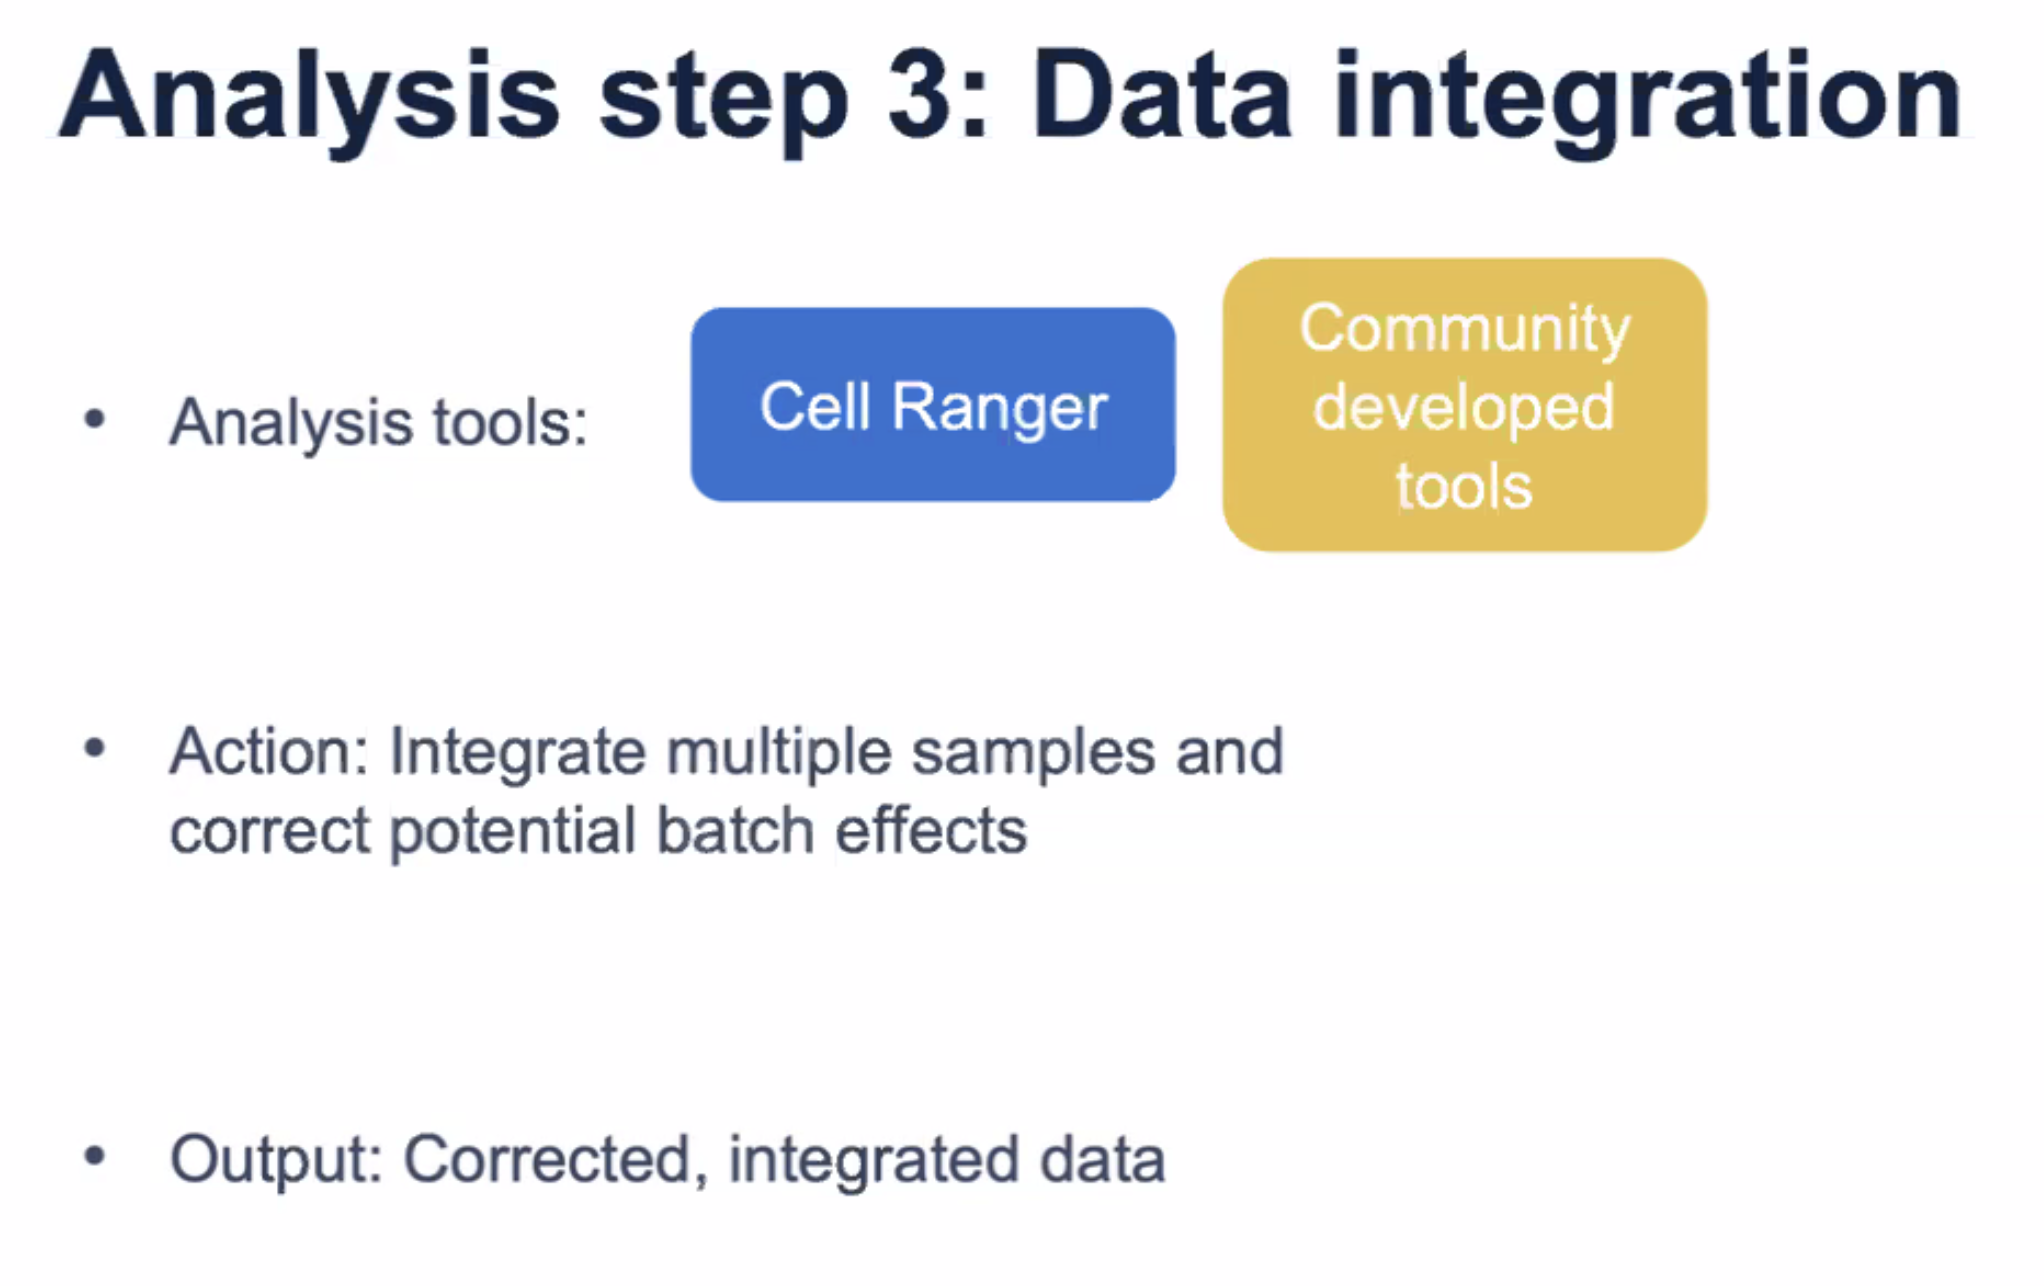 Analysis step 3: Data integration
• Analysis tools:
Cell Ranger
Community
developed
tools
• Action: Integrate multiple samples and
correct potential batch effects
• Output: Corrected, integrated data